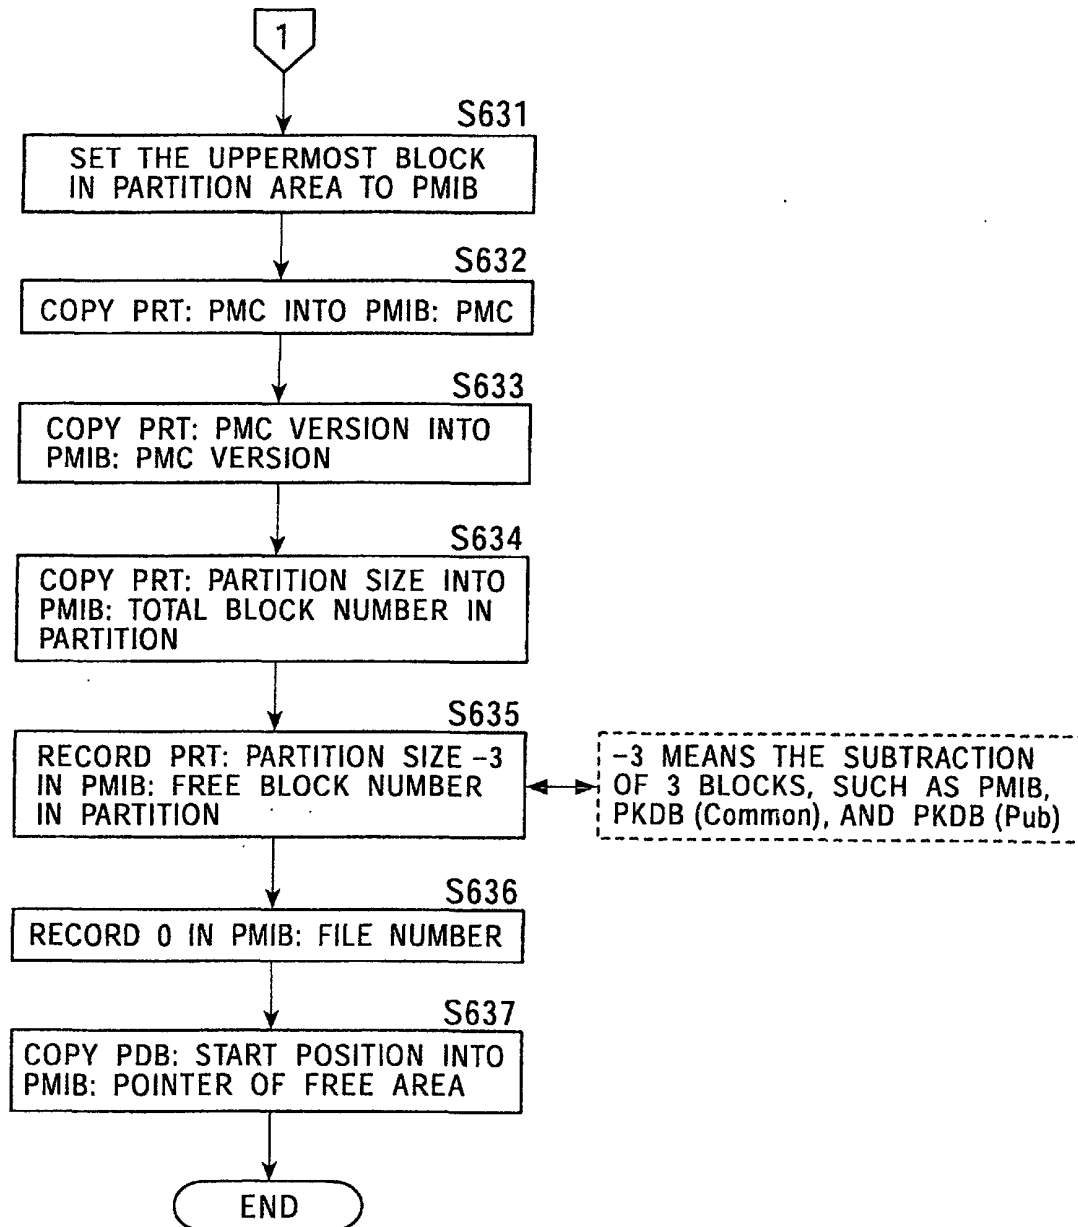 1
S631
SET THE UPPERMOST BLOCK
IN PARTITION AREA TO PMIB
S632
COPY PRT: PMC INTO PMIB: PMC
S633
COPY PRT: PMC VERSION INTO
PMIB: PMC VERSION
S634
COPY PRT: PARTITION SIZE INTO
PMIB: TOTAL BLOCK NUMBER IN
PARTITION
S635
RECORD PRT: PARTITION SIZE -3
IN PMIB: FREE BLOCK NUMBER
IN PARTITION
-3 MEANS THE SUBTRACTION
OF 3 BLOCKS, SUCH AS PMIB,
PKDB (Common), AND PKDB (Pub)
S636
RECORD 0 IN PMIB: FILE NUMBER
S637
COPY PDB: START POSITION INTO
PMIB: POINTER OF FREE AREA
END